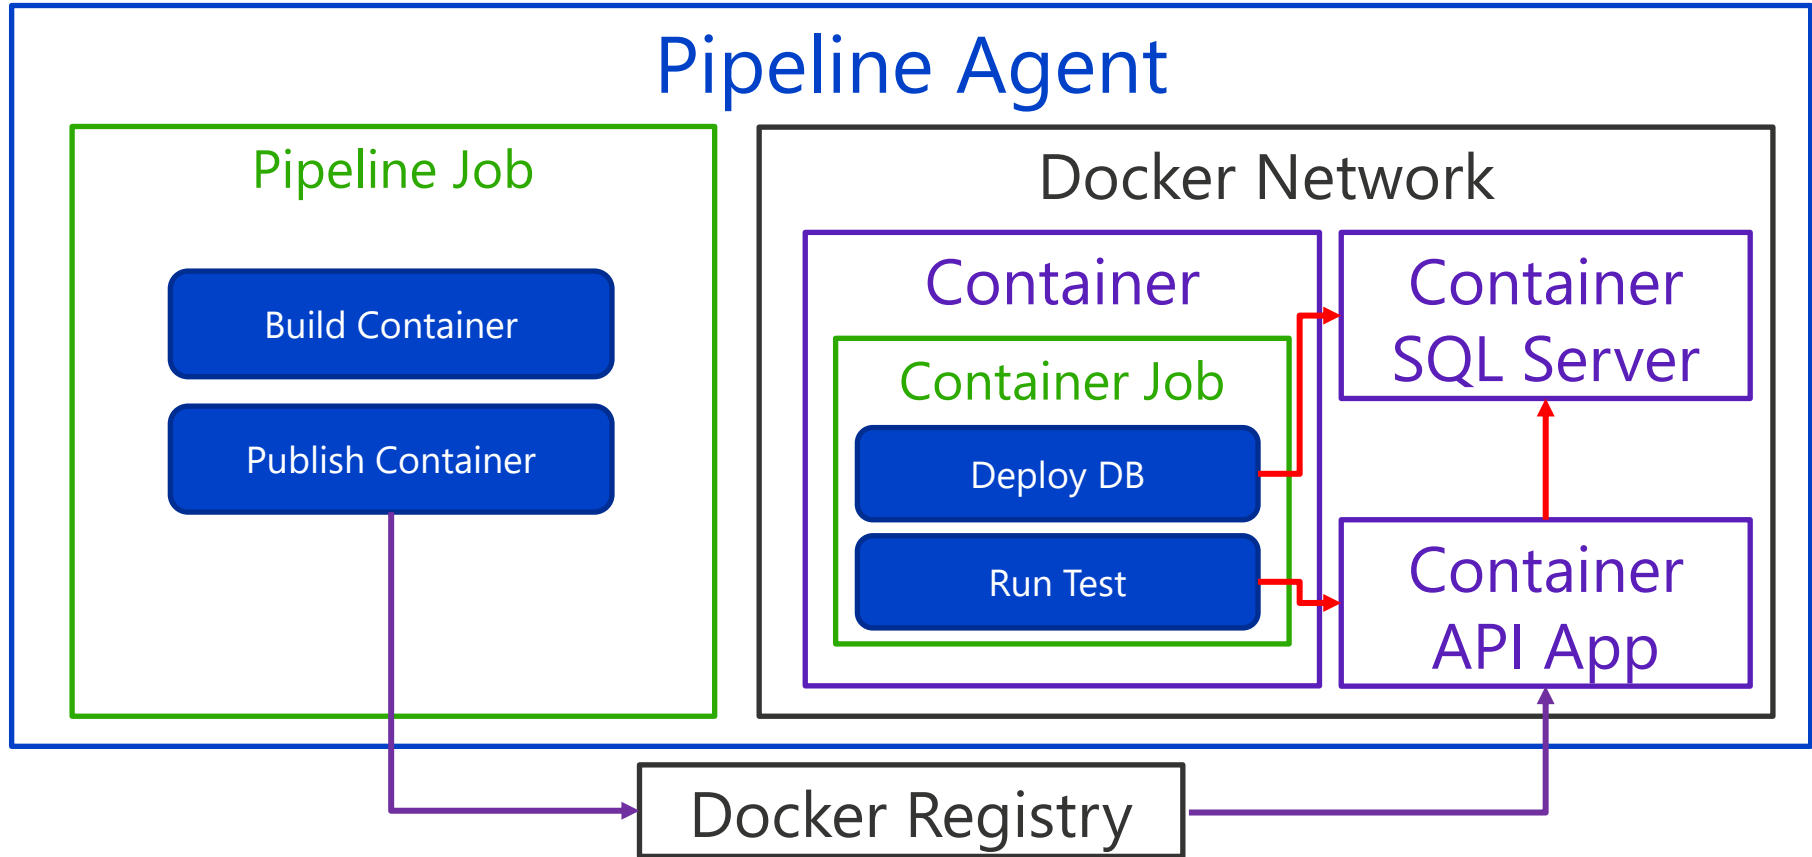 Pipeline Agent
Pipeline Job
Build Container
Publish Container
Docker Network
Container
Container Job
Deploy DB
Run Test
Container
SQL Server
Container
API App
Docker Registry